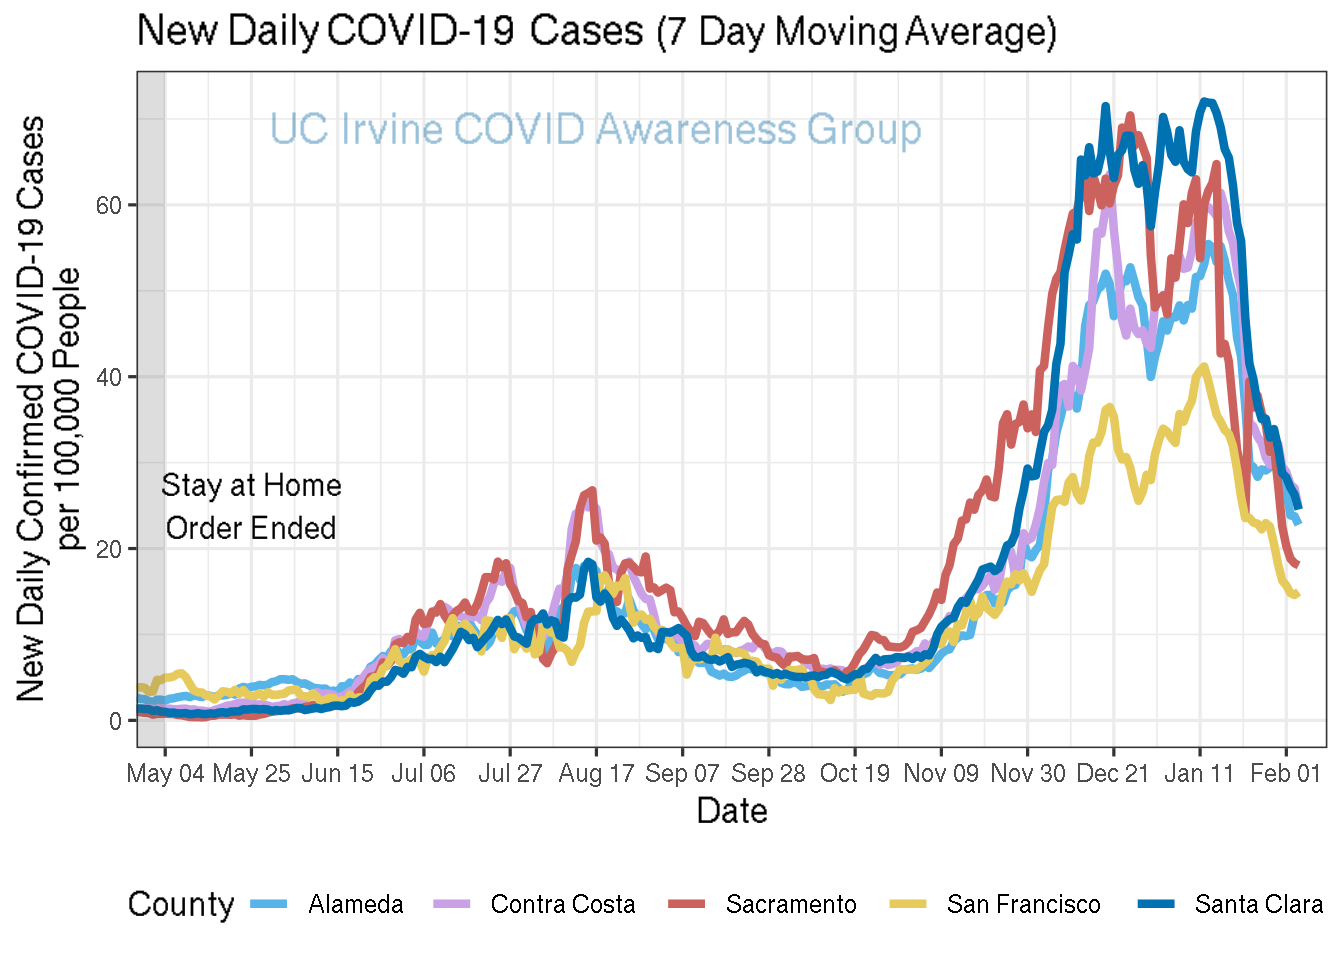 New Daily COVID-19 Cases (7 Day Moving Average)
UC Irvine COVID Awareness Group
New Daily Confirmed COVID-19 Cases
per 100,000 People
60
40
20
0
Stay at Home
Order Ended
May 04 May 25 Jun 15 Jul 06 Jul 27 Aug 17 Sep 07 Sep 28 Oct 19 Nov 09 Nov 30 Dec 21 Jan 11 Feb 01
Date
County Alameda Contra Costa Sacramento San Francisco Santa Clara